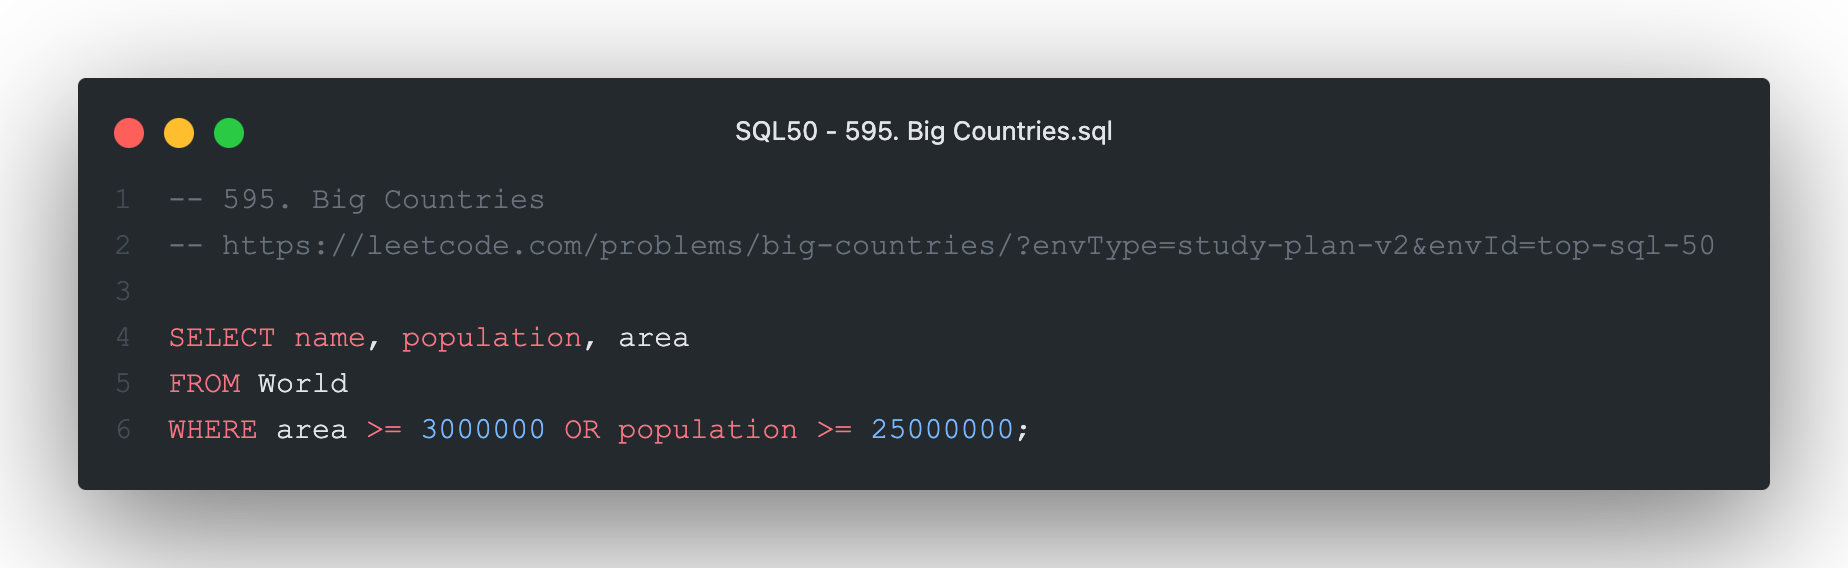 SQL50 - 595. Big Countries.sql
1 -- 595. Big Countries
2 -- https://leetcode.com/problems/big-countries/?envType=study-plan-v2&envId=top-sql-50
3
4 SELECT name, population, area
5 FROM World
6 WHERE area >= 3000000 OR population >= 25000000;